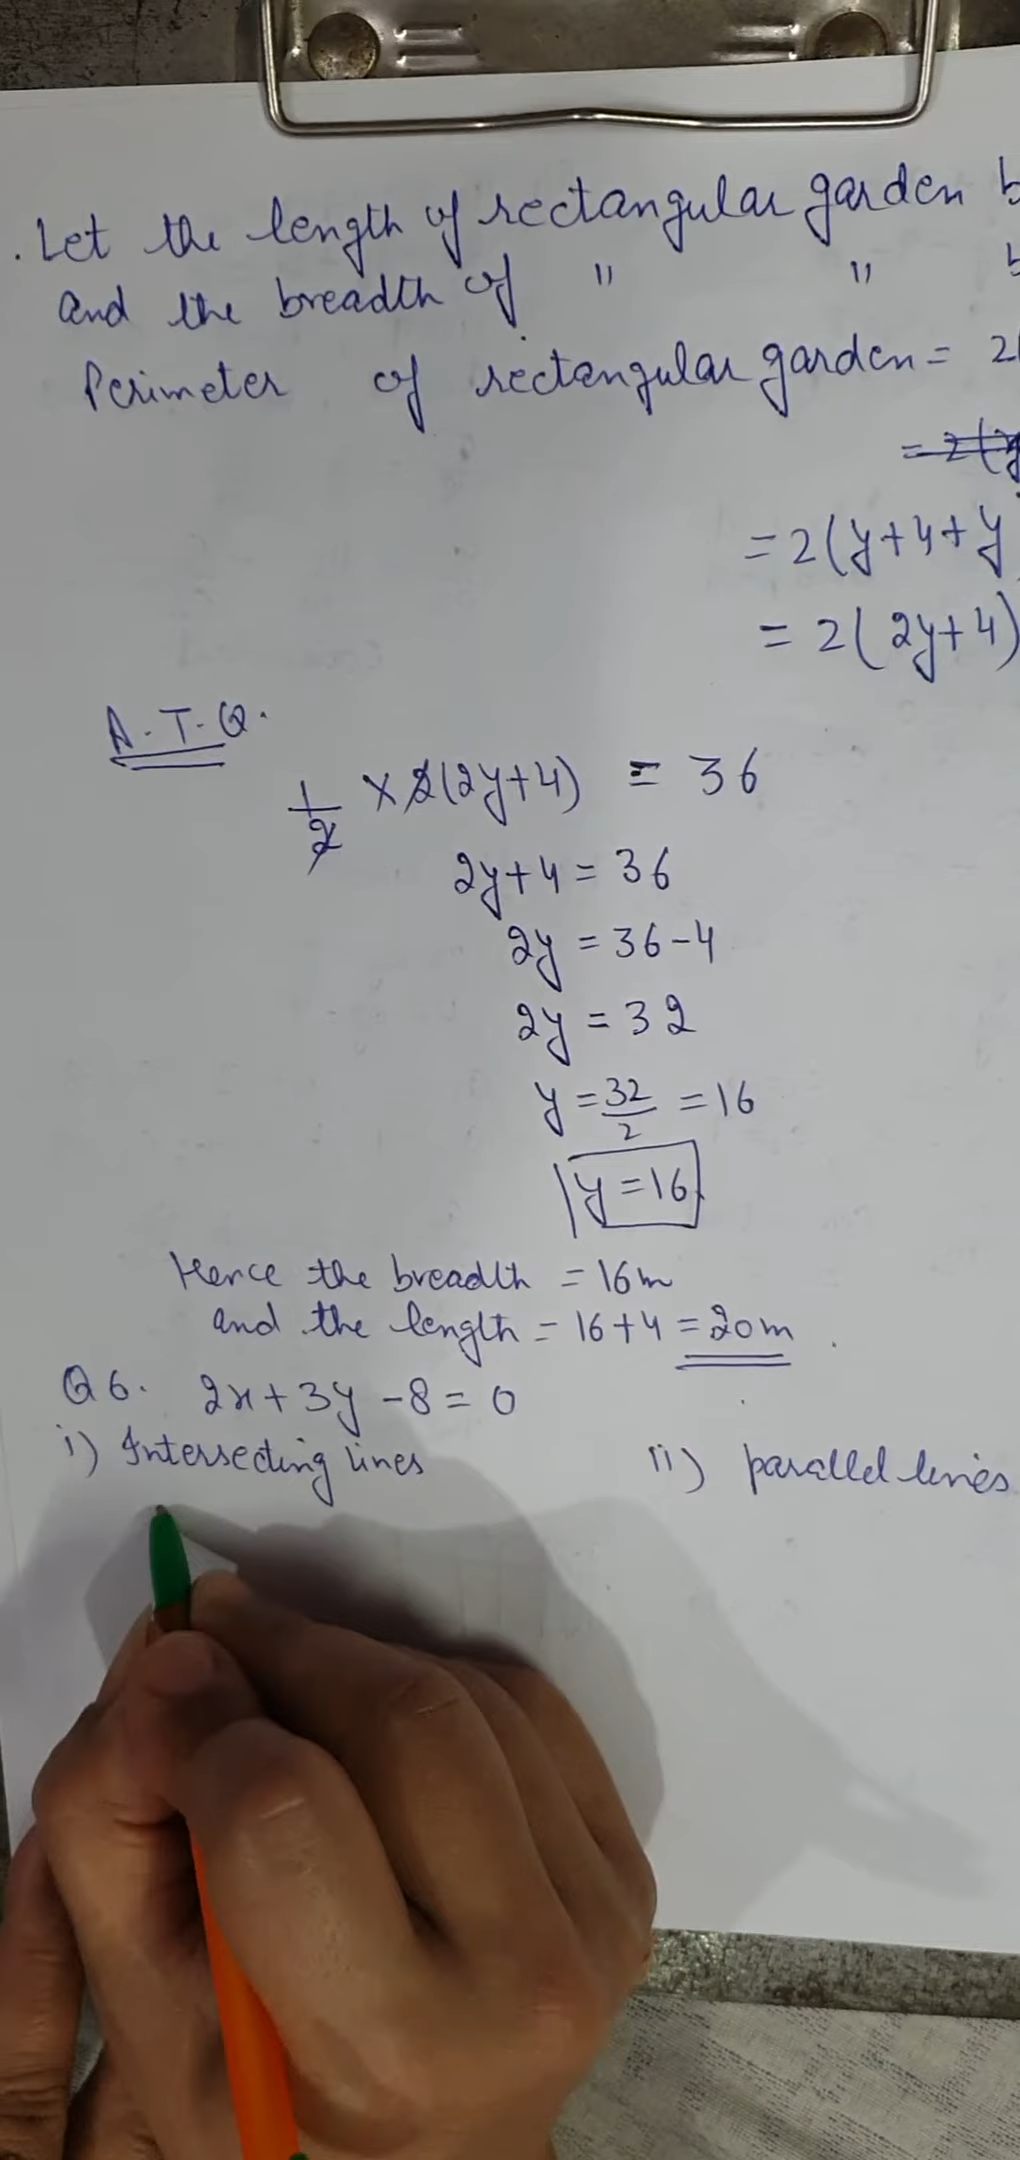 . Let the length of rectangular garden b
and the breadth of " " b
Perimeter of rectangular garden = 2(
= 2(y
= 2(y+4+y
= 2(2y+4)
A.T.Q.
1/2 × 2(2y+4) = 36
2y+4 = 36
2y = 36-4
2y = 32
y = 32/2 = 16
y = 16
Hence the breadth = 16m
and the length = 16+4 = 20m.
Q6. 2x+3y-8=0
i) Intersecting lines ii) parallel lines